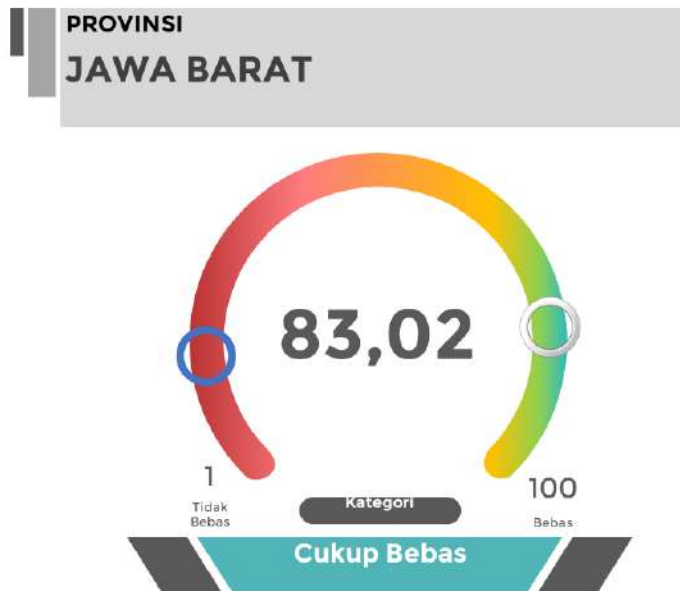 PROVINSI
JAWA BARAT
83,02
1
Tidak
Bebas
100
Bebas
Kategori
Cukup Bebas